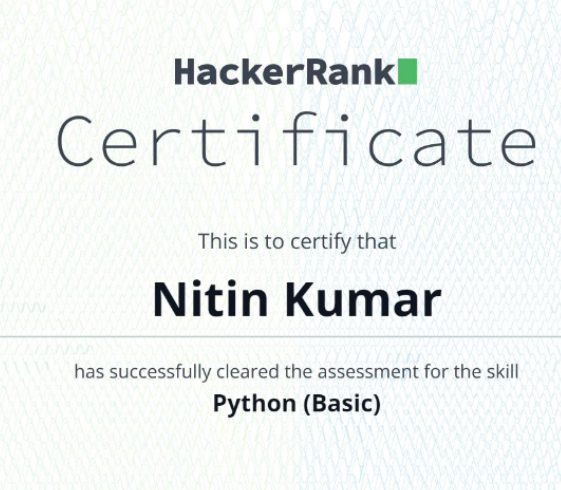 HackerRank
Certificate
This is to certify that
Nitin Kumar
has successfully cleared the assessment for the skill
Python (Basic)